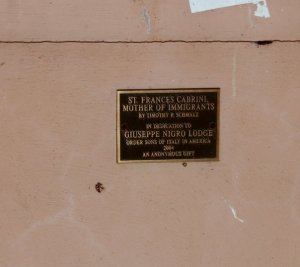 ST. FRANCES CABRINI,
MOTHER OF IMMIGRANTS
BY TIMOTHY P. SCHMALZ
IN DEDICATION TO
GIUSEPPE NIGRO LODGE
ORDER SONS OF ITALY IN AMERICA
2004
AN ANONYMOUS GIFT